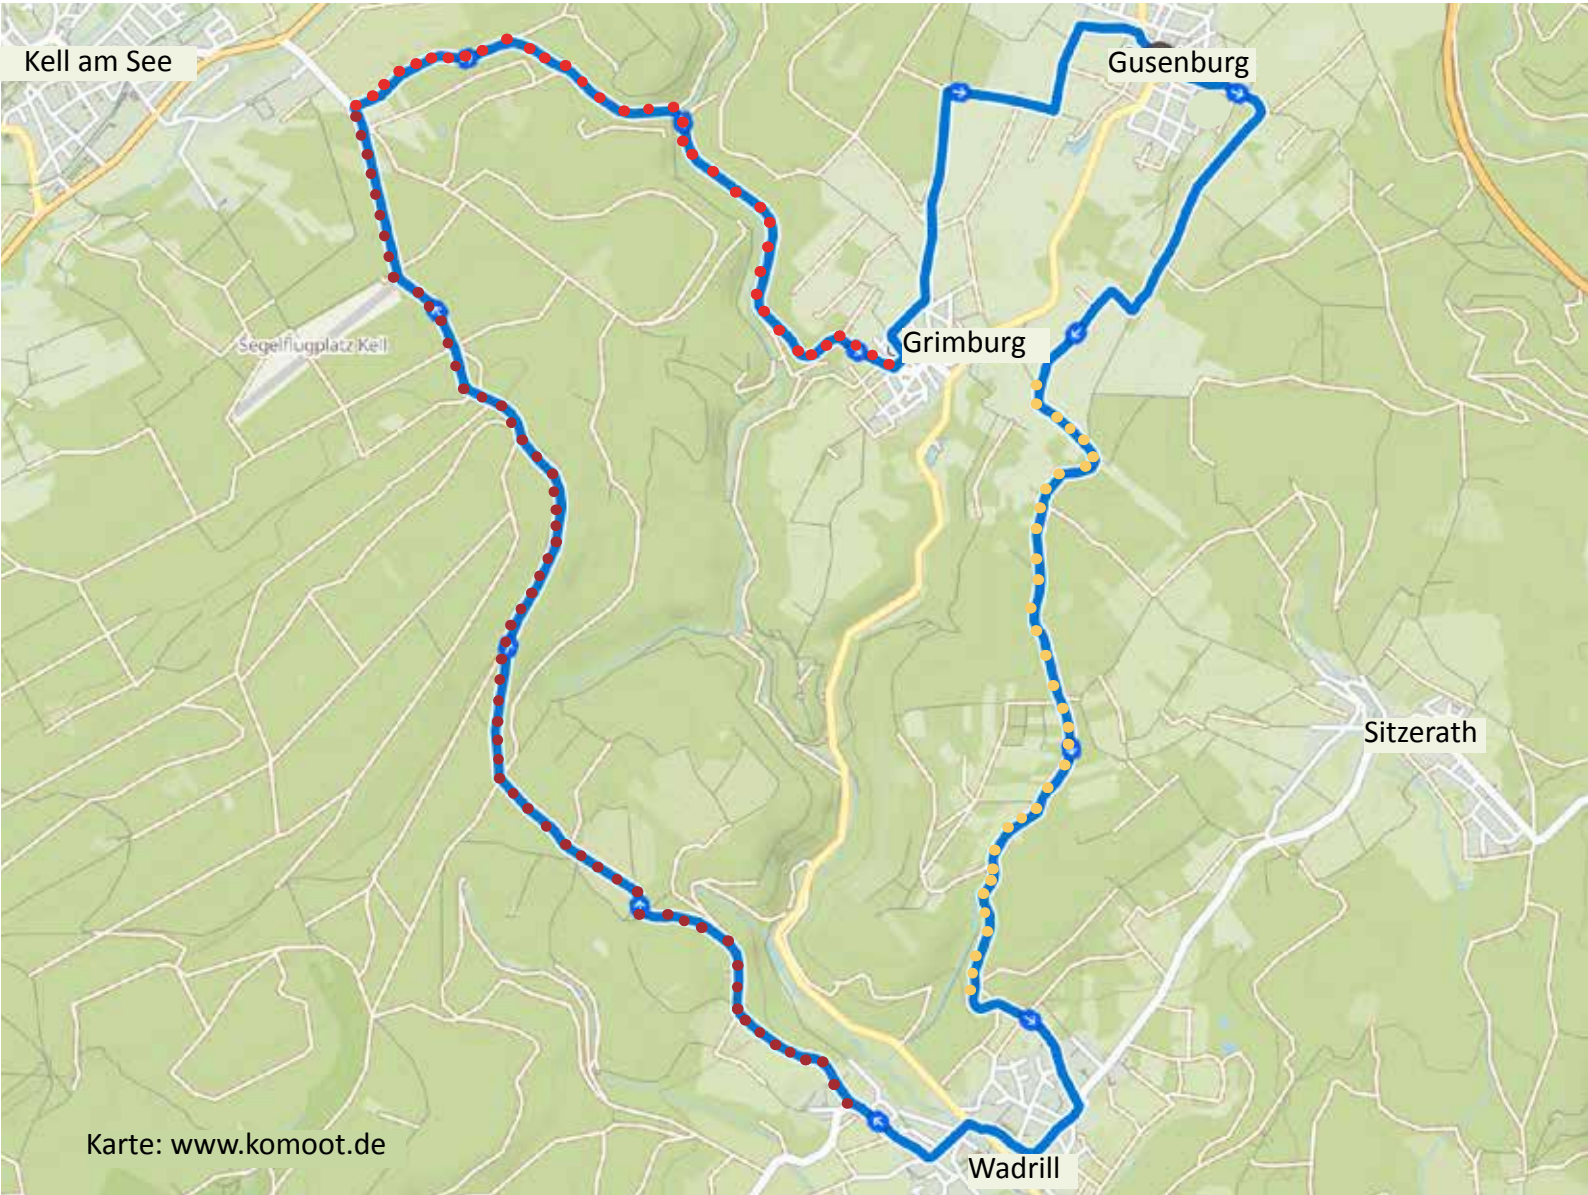 Kell am See
Gusenburg
Grimburg
Segelflugplatz Kell
Sitzerath
Karte: www.komoot.de
Wadrill